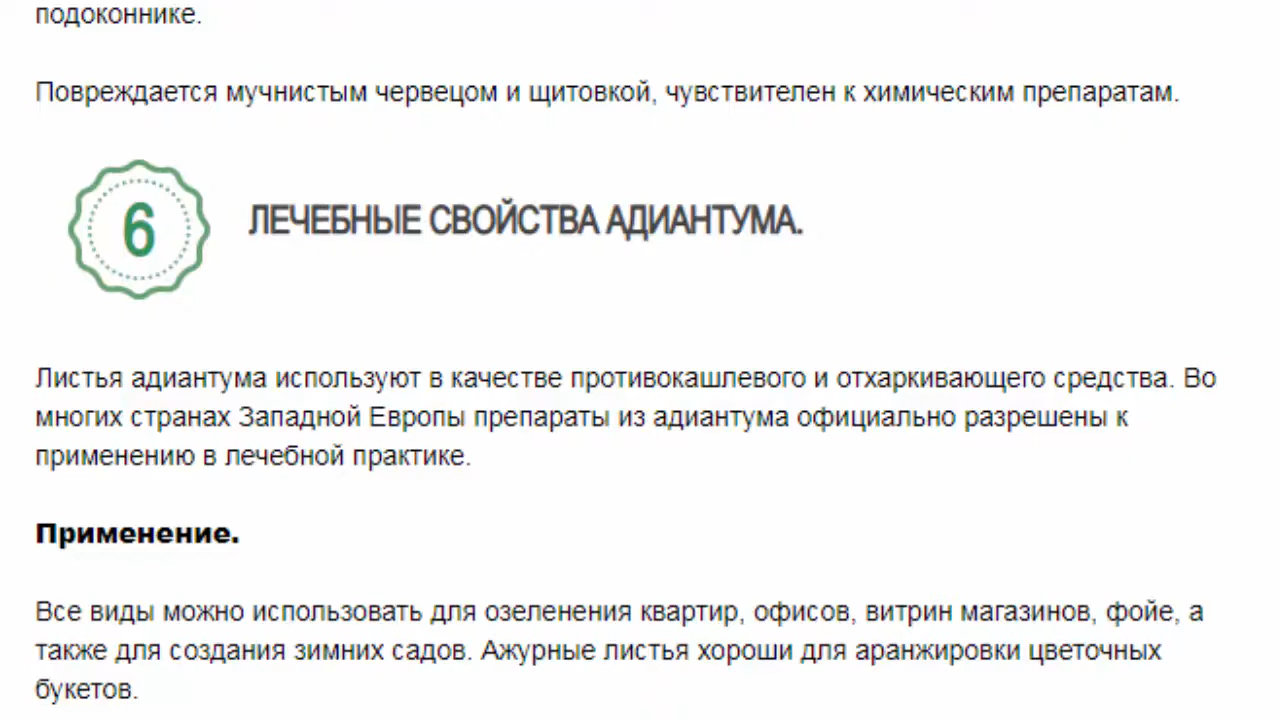 подоконнике.
Повреждается мучнистым червецом и щитовкой, чувствителен к химическим препаратам.
6
ЛЕЧЕБНЫЕ СВОЙСТВА АДИАНТУМА.
Листья адиантума используют в качестве противокашлевого и отхаркивающего средства. Во
многих странах Западной Европы препараты из адиантума официально разрешены к
применению в лечебной практике.
Применение.
Все виды можно использовать для озеленения квартир, офисов, витрин магазинов, фойе, а
также для создания зимних садов. Ажурные листья хороши для аранжировки цветочных
букетов.